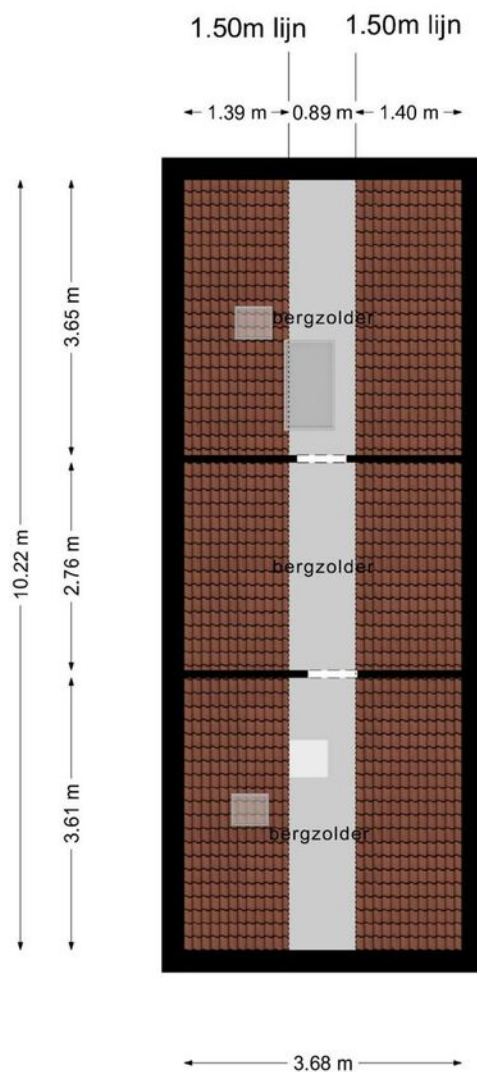 1.50m lijn
1.50m lijn
1.39 m
0.89 m
1.40 m
bergzolder
3.65 m
10.22 m
2.76 m
bergzolder
3.61 m
bergzolder
3.68 m